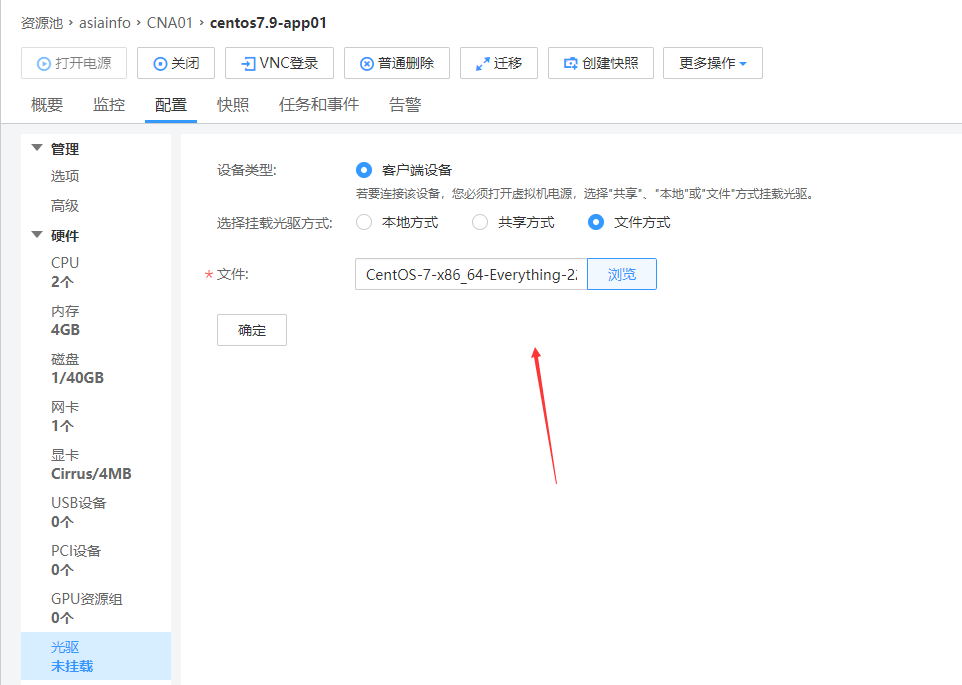 资源池 › asiainfo › CNA01 › centos7.9-app01
打开电源 关闭 VNC登录 普通删除 迁移 创建快照 更多操作
概要 监控 配置 快照 任务和事件 告警
管理
选项
高级
硬件
CPU
2个
内存
4GB
磁盘
1/40GB
网卡
1个
显卡
Cirrus/4MB
USB设备
0个
PCI设备
0个
GPU资源组
0个
光驱
未挂载
设备类型: 客户端设备
若要连接该设备，您必须打开虚拟机电源，选择"共享"、"本地"或"文件"方式挂载光驱。
选择挂载光驱方式: 本地方式 共享方式 文件方式
* 文件: CentOS-7-x86_64-Everything-22 浏览
确定